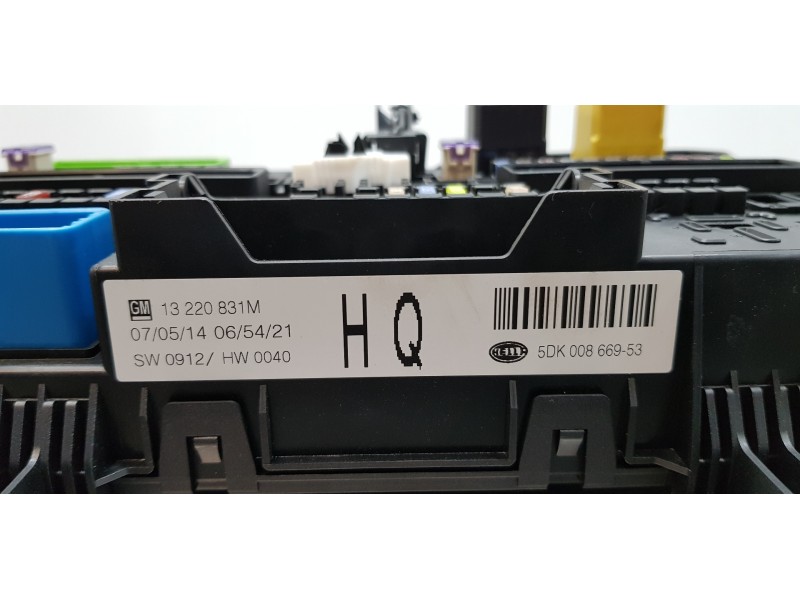 GM 13 220 831M
07/05/14 06/54/21
SW 0912/ HW 0040
H Q
HELLA 5DK 008 669-53